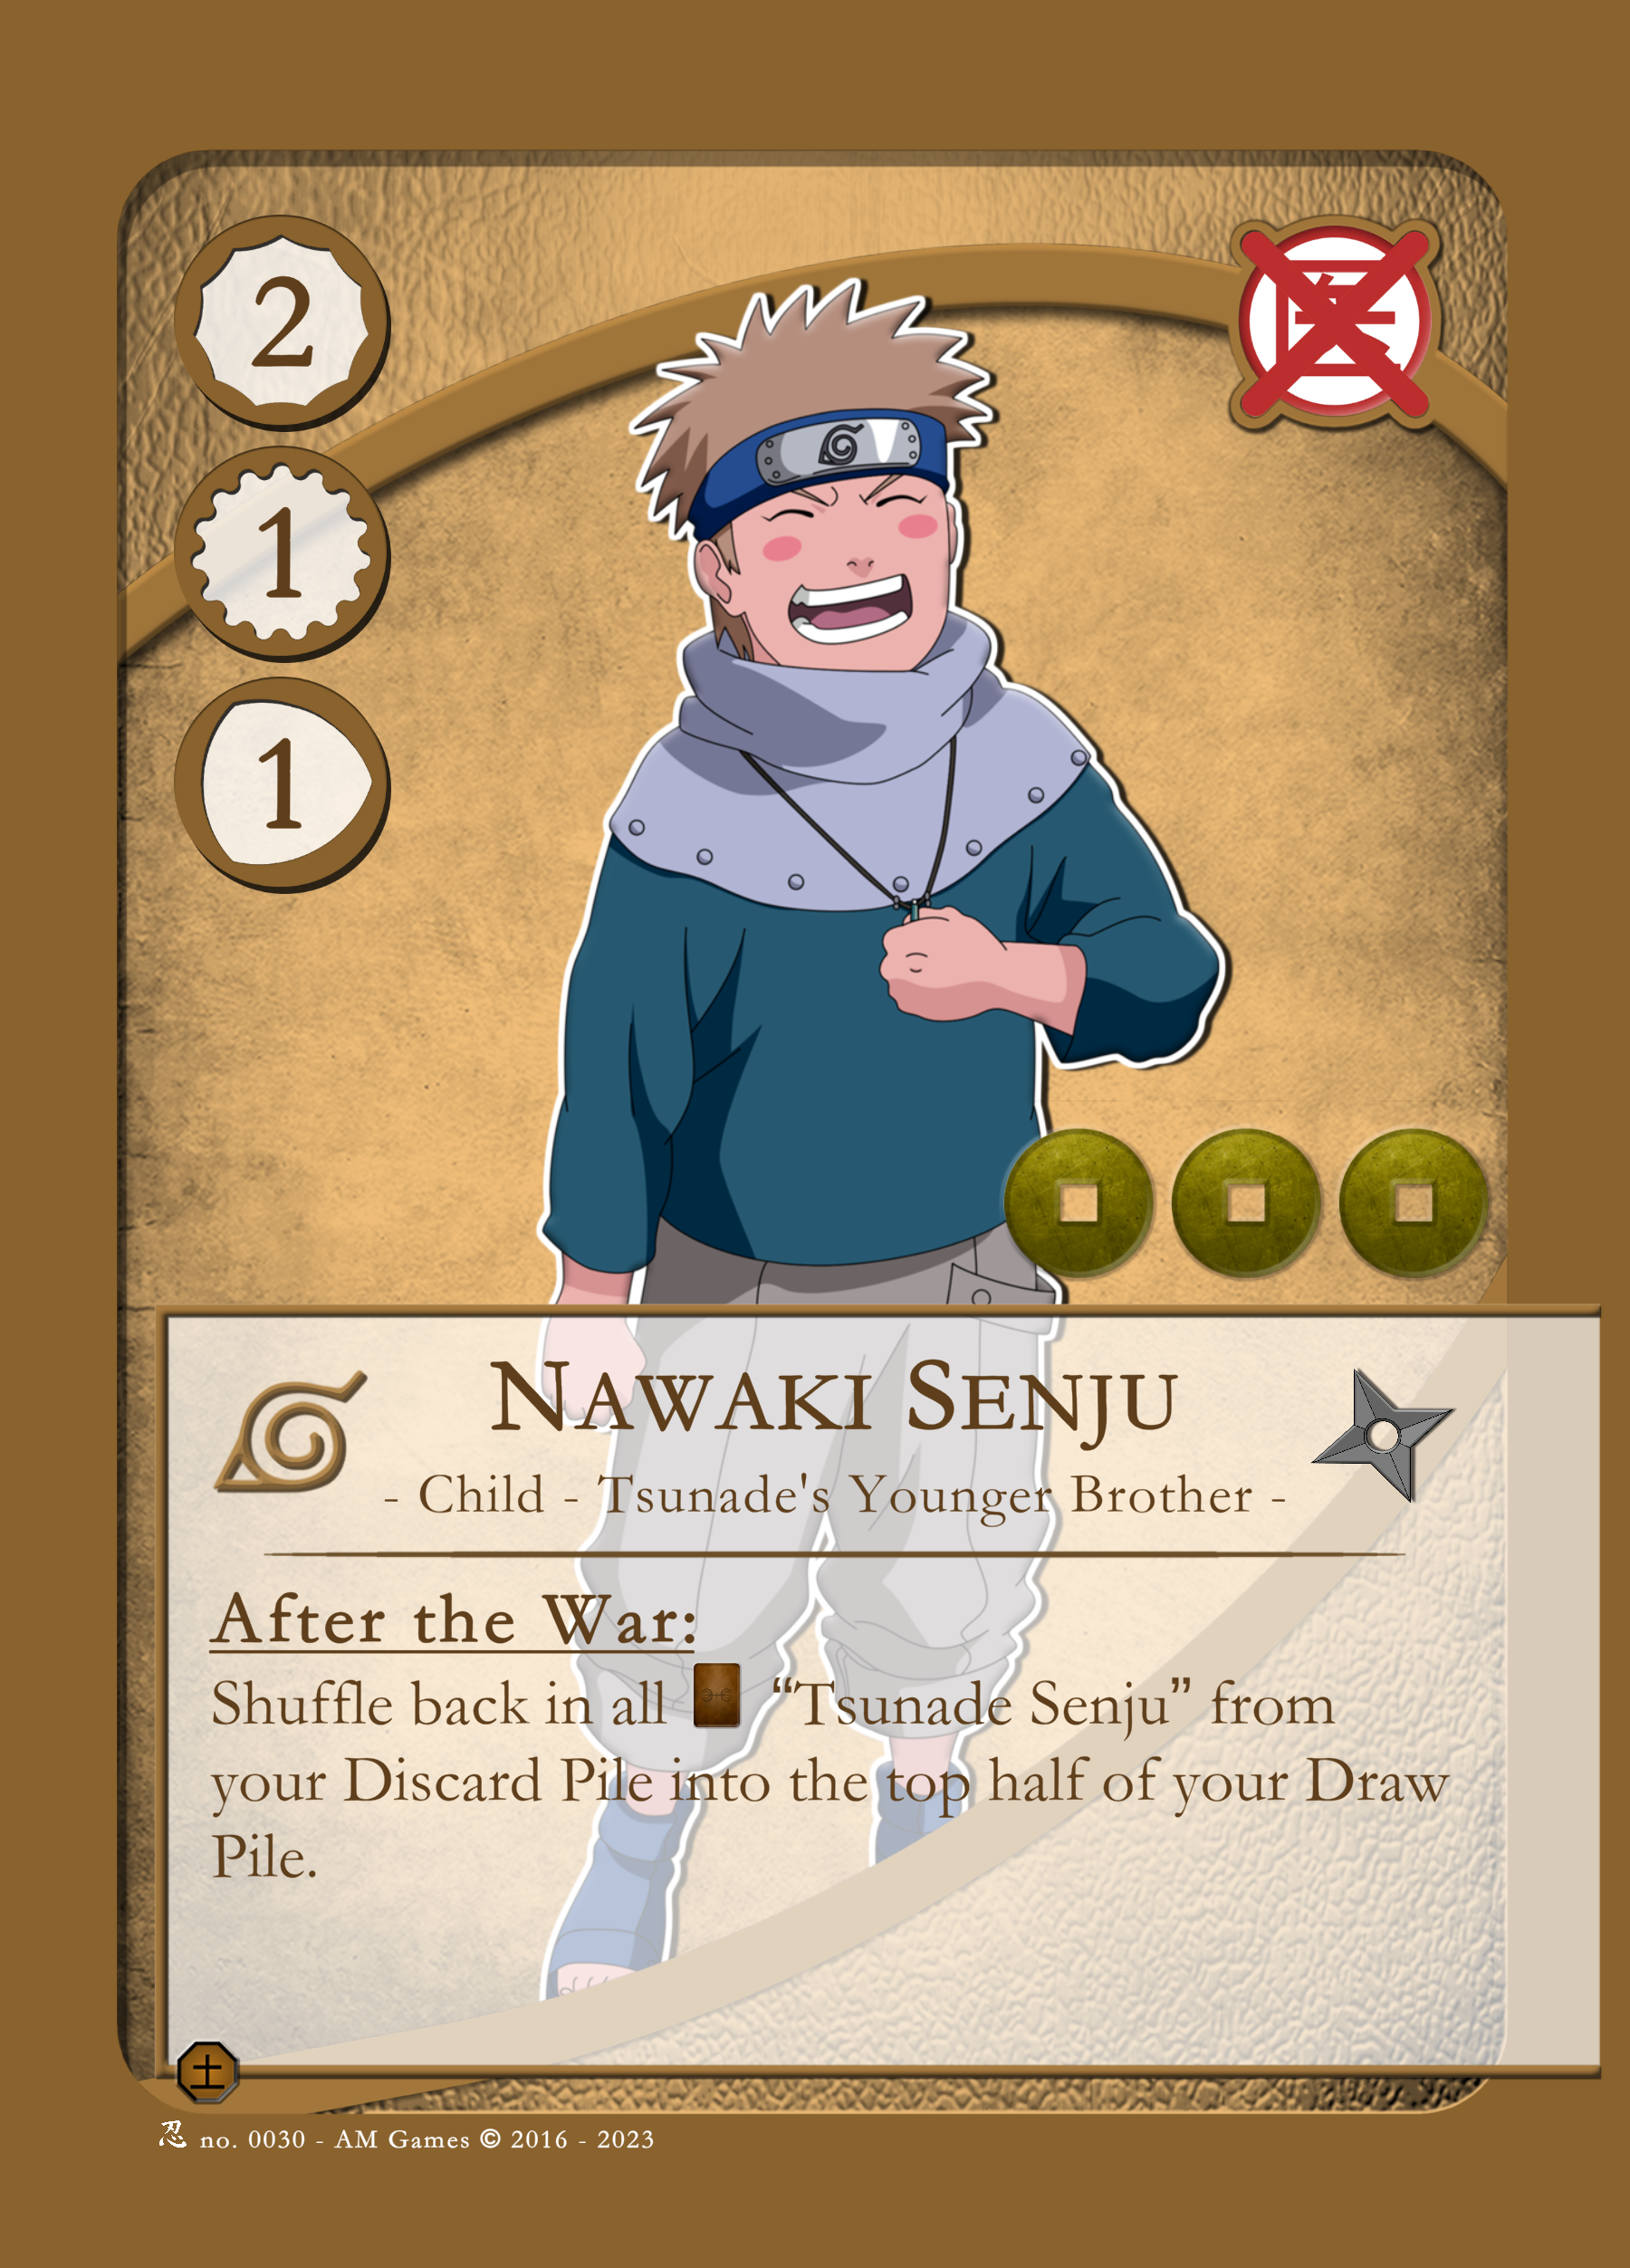 2
1
1
医
NAWAKI SENJU
- Child - Tsunade's Younger Brother -
After the War:
Shuffle back in all “Tsunade Senju” from
your Discard Pile into the top half of your Draw
Pile.
土
忍 no. 0030 - AM Games © 2016 - 2023